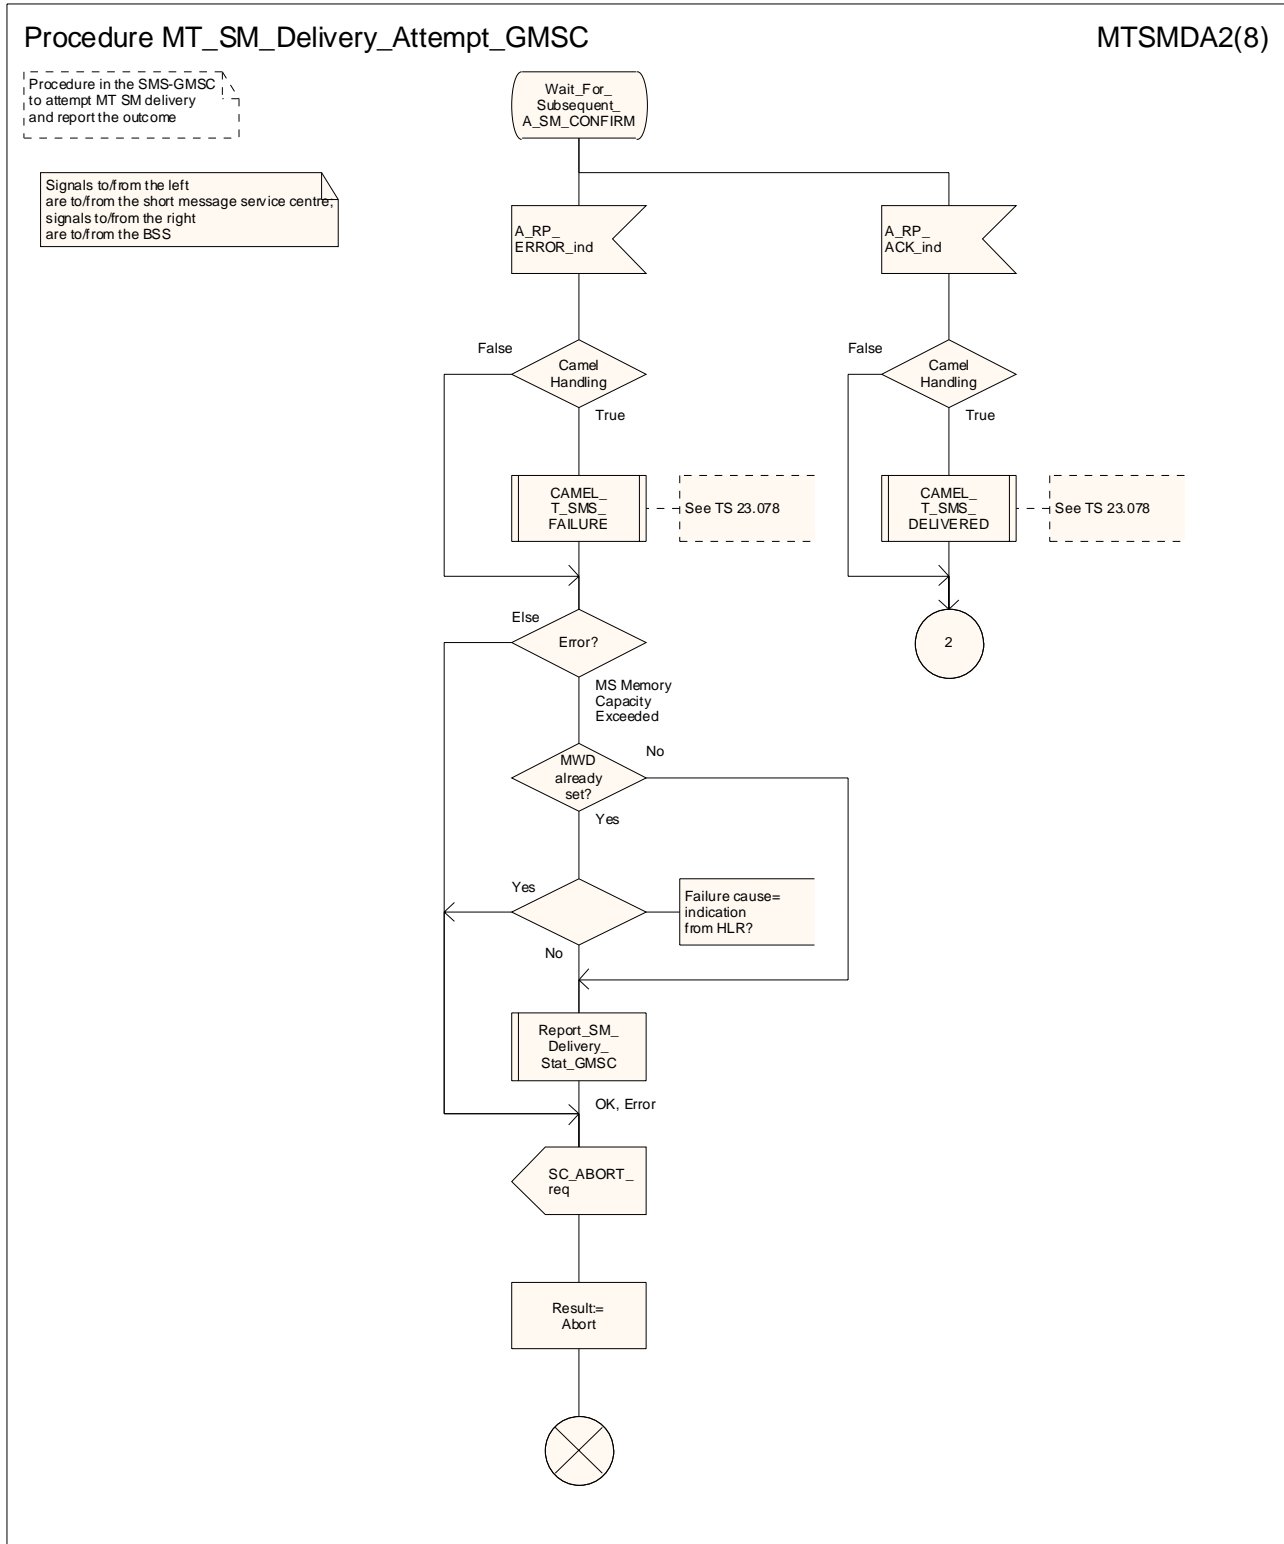 Procedure MT_SM_Delivery_Attempt_GMSC
MTSMDA2(8)
Procedure in the SMS-GMSC
to attempt MT SM delivery
and report the outcome
Signals to/from the left
are to/from the short message service centre;
signals to/from the right
are to/from the BSS
Wait_For_
Subsequent_
A_SM_CONFIRM
A_RP_
ERROR_ind
A_RP_
ACK_ind
False
Camel
Handling
True
False
Camel
Handling
True
CAMEL_
T_SMS_
FAILURE
See TS 23.078
CAMEL_
T_SMS_
DELIVERED
See TS 23.078
Else
Error?
2
MS Memory
Capacity
Exceeded
MWD
already
set?
No
Yes
Yes
Failure cause=
indication
from HLR?
No
Report_SM_
Delivery_
Stat_GMSC
OK, Error
SC_ABORT_
req
Result:=
Abort